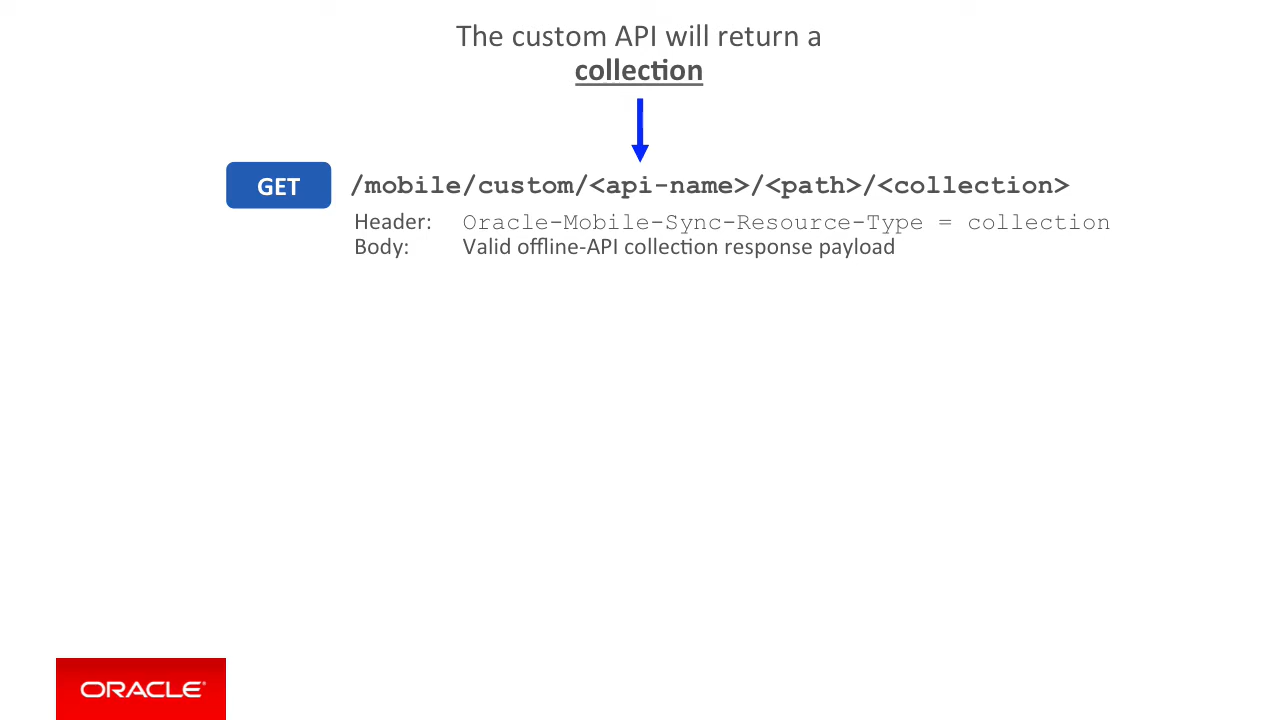 The custom API will return a
collection
GET /mobile/custom/<api-name>/<path>/<collection>
Header: Oracle-Mobile-Sync-Resource-Type = collection
Body: Valid offline-API collection response payload
ORACLE®